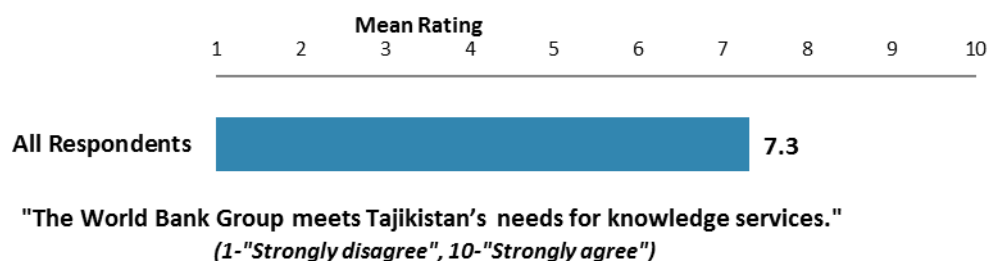 Mean Rating
1 2 3 4 5 6 7 8 9 10
All Respondents 7.3
"The World Bank Group meets Tajikistan’s needs for knowledge services."
(1-"Strongly disagree", 10-"Strongly agree")